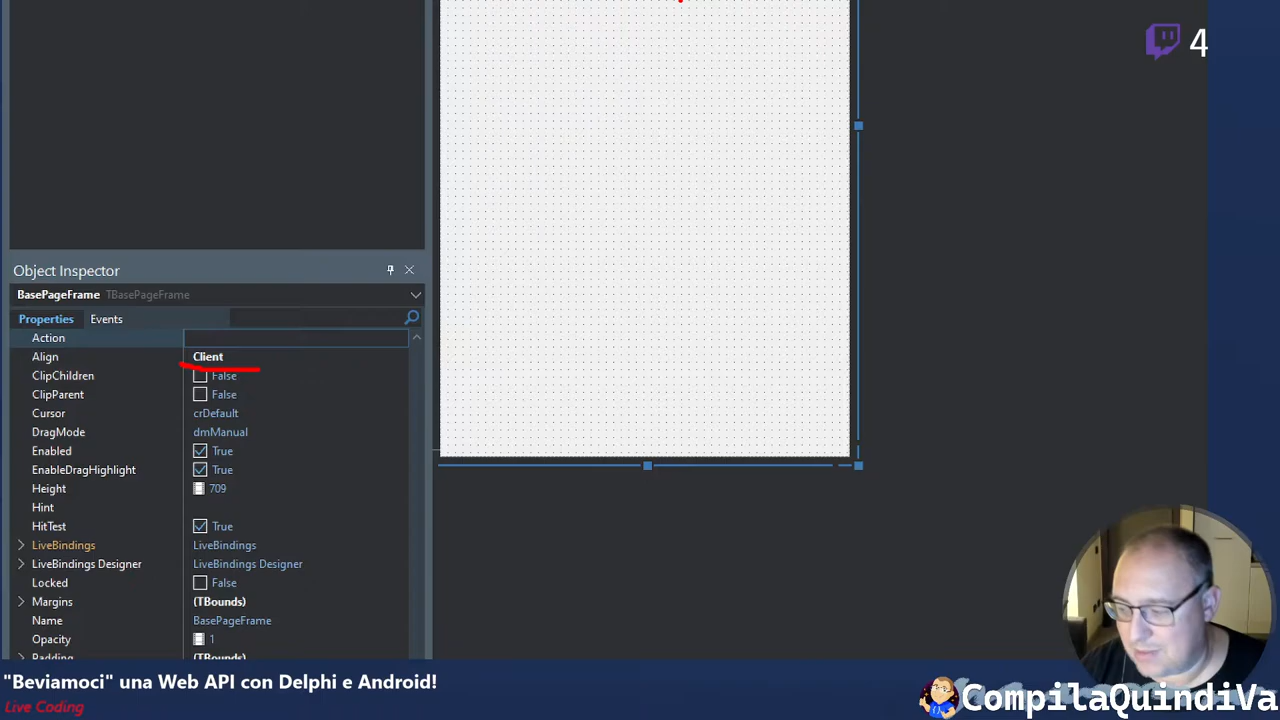 4
Object Inspector
BasePageFrame TBasePageFrame
Properties Events
Action
Align Client
ClipChildren False
ClipParent False
Cursor crDefault
DragMode dmManual
Enabled True
EnableDragHighlight True
Height 709
Hint
HitTest True
LiveBindings LiveBindings
LiveBindings Designer LiveBindings Designer
Locked False
Margins (TBounds)
Name BasePageFrame
Opacity 1
Padding (TBounds)
"Beviamoci" una Web API con Delphi e Android!
Live Coding
CompilaQuindiVa